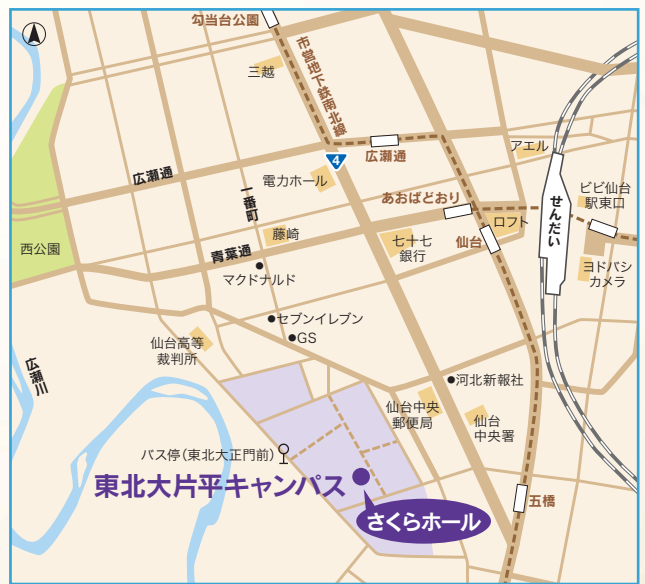 勾当台公園
三越
市営地下鉄南北線
4
広瀬通
アエル
広瀬通
電力ホール
一番町
あおばどおり
ロフト
せんだい
ビビ仙台
駅東口
西公園
青葉通
藤崎
七十七
銀行
仙台
ヨドバシ
カメラ
マクドナルド
セブンイレブン
GS
仙台高等
裁判所
広瀬川
河北新報社
仙台中央
郵便局
仙台
中央署
バス停(東北大正門前)
東北大片平キャンパス
さくらホール
五橋